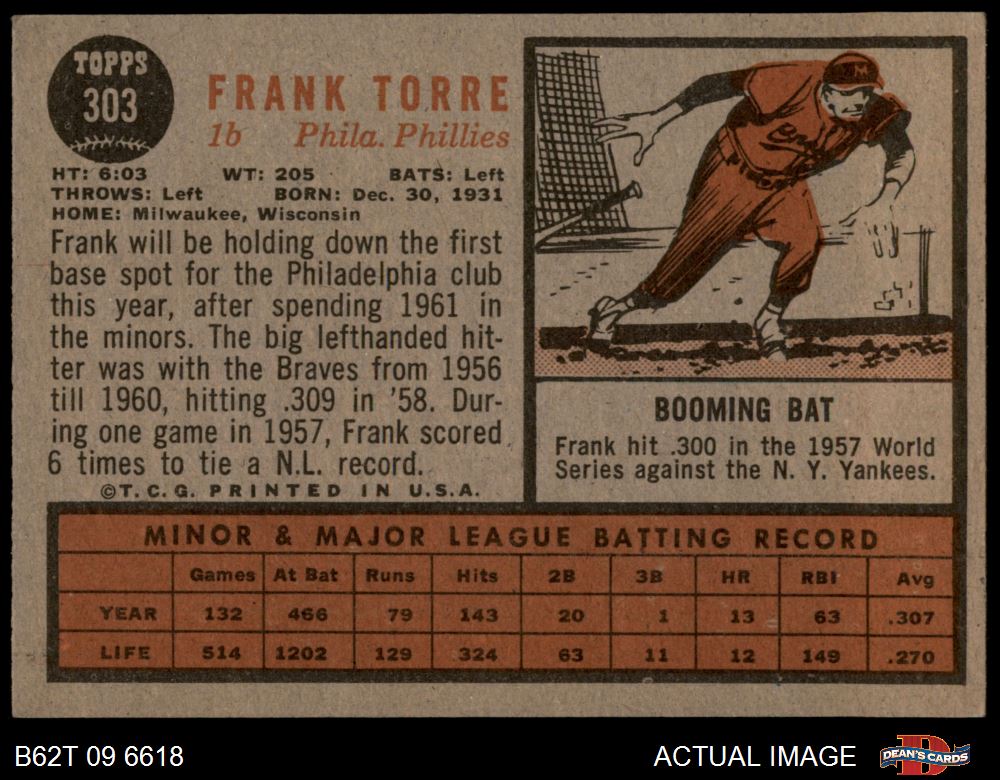 TOPPS
303
FRANK TORRE
1b Phila. Phillies
HT: 6:03 WT: 205 BATS: Left
THROWS: Left BORN: Dec. 30, 1931
HOME: Milwaukee, Wisconsin
Frank will be holding down the first
base spot for the Philadelphia club
this year, after spending 1961 in
the minors. The big lefthanded hit-
ter was with the Braves from 1956
till 1960, hitting .309 in '58. Dur-
ing one game in 1957, Frank scored
6 times to tie a N.L. record.
©T.C.G. PRINTED IN U.S.A.
M
BOOMING BAT
Frank hit .300 in the 1957 World
Series against the N. Y. Yankees.
MINOR & MAJOR LEAGUE BATTING RECORD
Games At Bat Runs Hits 2B 3B HR RBI Avg
YEAR 132 466 79 143 20 1 13 63 .307
LIFE 514 1202 129 324 63 11 12 149 .270
B62T 09 6618
ACTUAL IMAGE
DEAN'S CARDS